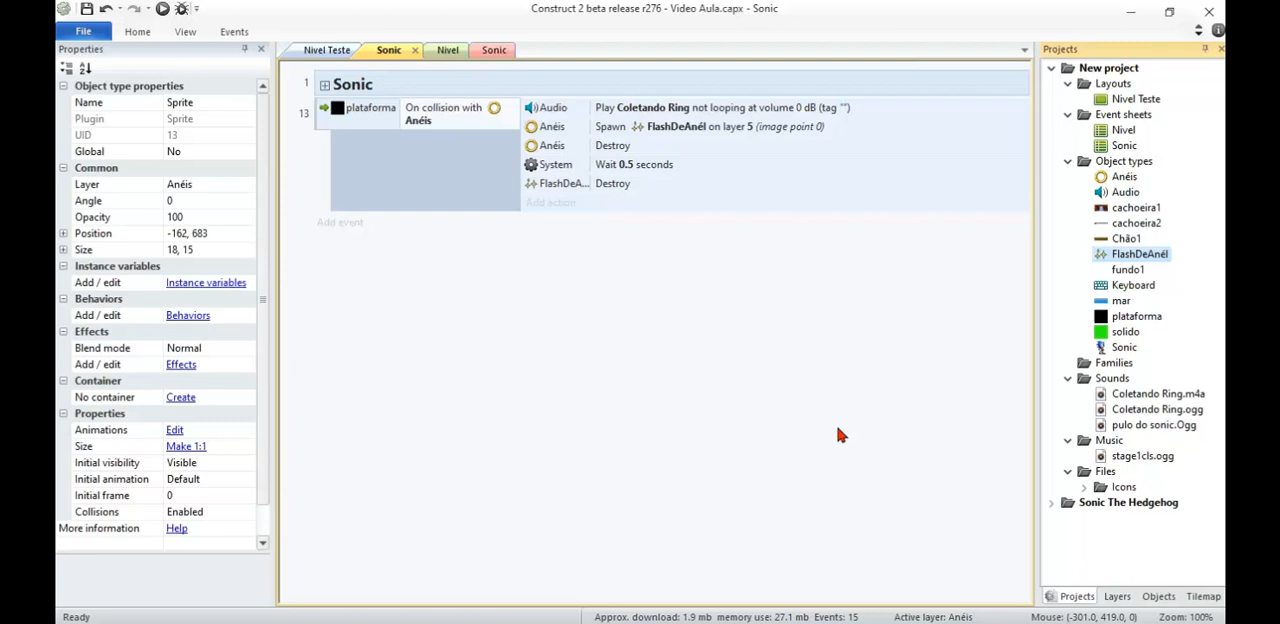 Construct 2 beta release r276 - Video Aula.capx - Sonic
File Home View Events
Properties
Object type properties
Name Sprite
Plugin Sprite
UID 13
Global No
Common
Layer Anéis
Angle 0
Opacity 100
Position -162, 683
Size 18, 15
Instance variables
Add / edit Instance variables
Behaviors
Add / edit Behaviors
Effects
Blend mode Normal
Add / edit Effects
Container
No container Create
Properties
Animations Edit
Size Make 1:1
Initial visibility Visible
Initial animation Default
Initial frame 0
Collisions Enabled
More information Help
Nivel Teste Sonic Nivel Sonic
1 Sonic
13 plataforma On collision with Anéis
Audio Play Coletando Ring not looping at volume 0 dB (tag "")
Anéis Spawn FlashDeAnél on layer 5 (image point 0)
Anéis Destroy
System Wait 0.5 seconds
FlashDeA... Destroy
Add action
Add event
Projects
New project
Layouts
Nivel Teste
Event sheets
Nivel
Sonic
Object types
Anéis
Audio
cachoeira1
cachoeira2
Chão1
FlashDeAnél
fundo1
Keyboard
mar
plataforma
solido
Sonic
Families
Sounds
Coletando Ring.m4a
Coletando Ring.ogg
pulo do sonic.Ogg
Music
stage1cls.ogg
Files
Icons
Sonic The Hedgehog
Projects Layers Objects Tilemap
Ready Approx. download: 1.9 mb memory use: 27.1 mb Events: 15 Active layer: Anéis Mouse: (-301.0, 419.0, 0) Zoom: 100%